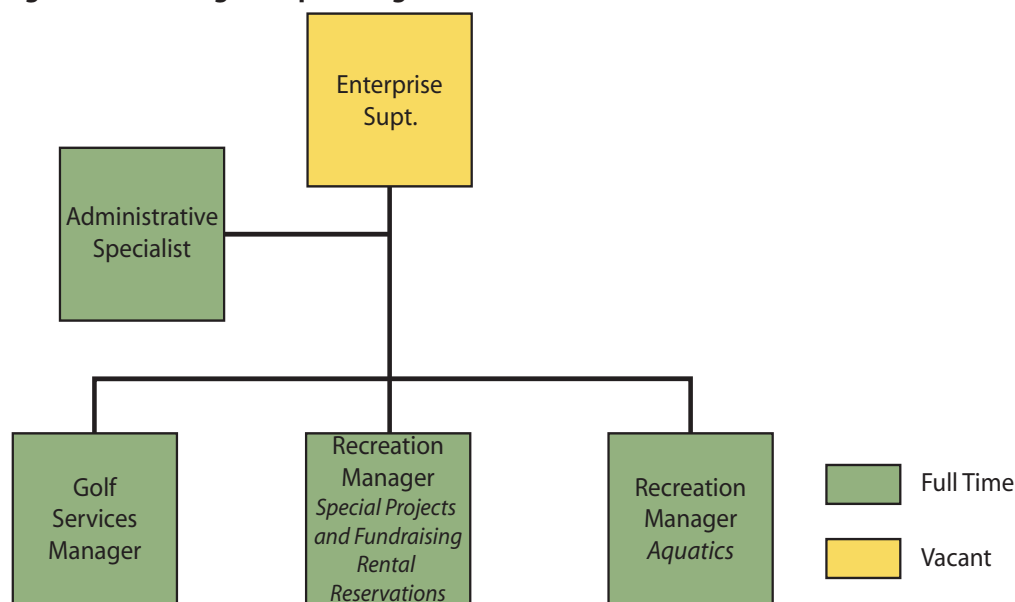 Enterprise
Supt.
Administrative
Specialist
Golf
Services
Manager
Recreation
Manager
Special Projects
and Fundraising
Rental
Reservations
Recreation
Manager
Aquatics
Full Time
Vacant